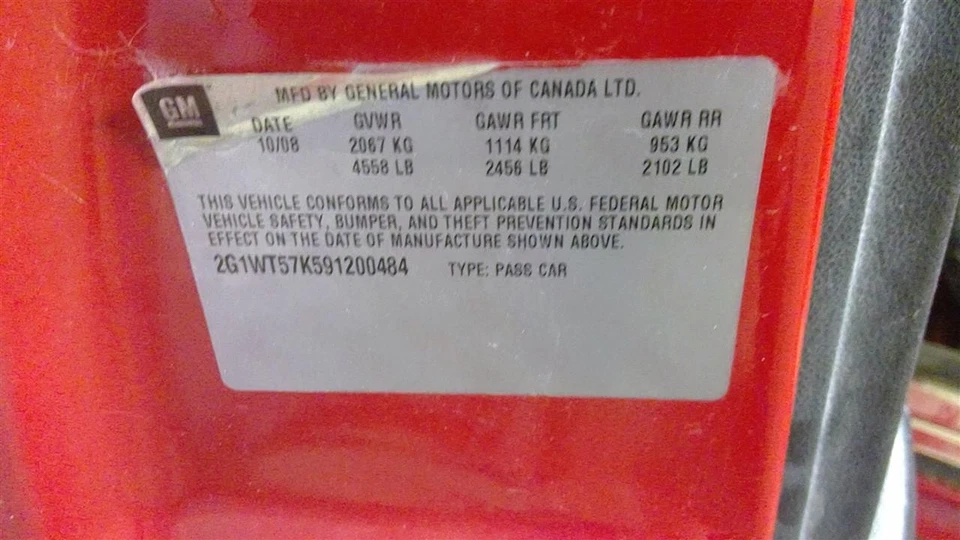 GM
MFD BY GENERAL MOTORS OF CANADA LTD.
DATE GVWR GAWR FRT GAWR RR
10/08 2067 KG 1114 KG 953 KG
4558 LB 2456 LB 2102 LB
THIS VEHICLE CONFORMS TO ALL APPLICABLE U.S. FEDERAL MOTOR
VEHICLE SAFETY, BUMPER, AND THEFT PREVENTION STANDARDS IN
EFFECT ON THE DATE OF MANUFACTURE SHOWN ABOVE.
2G1WT57K591200484 TYPE: PASS CAR